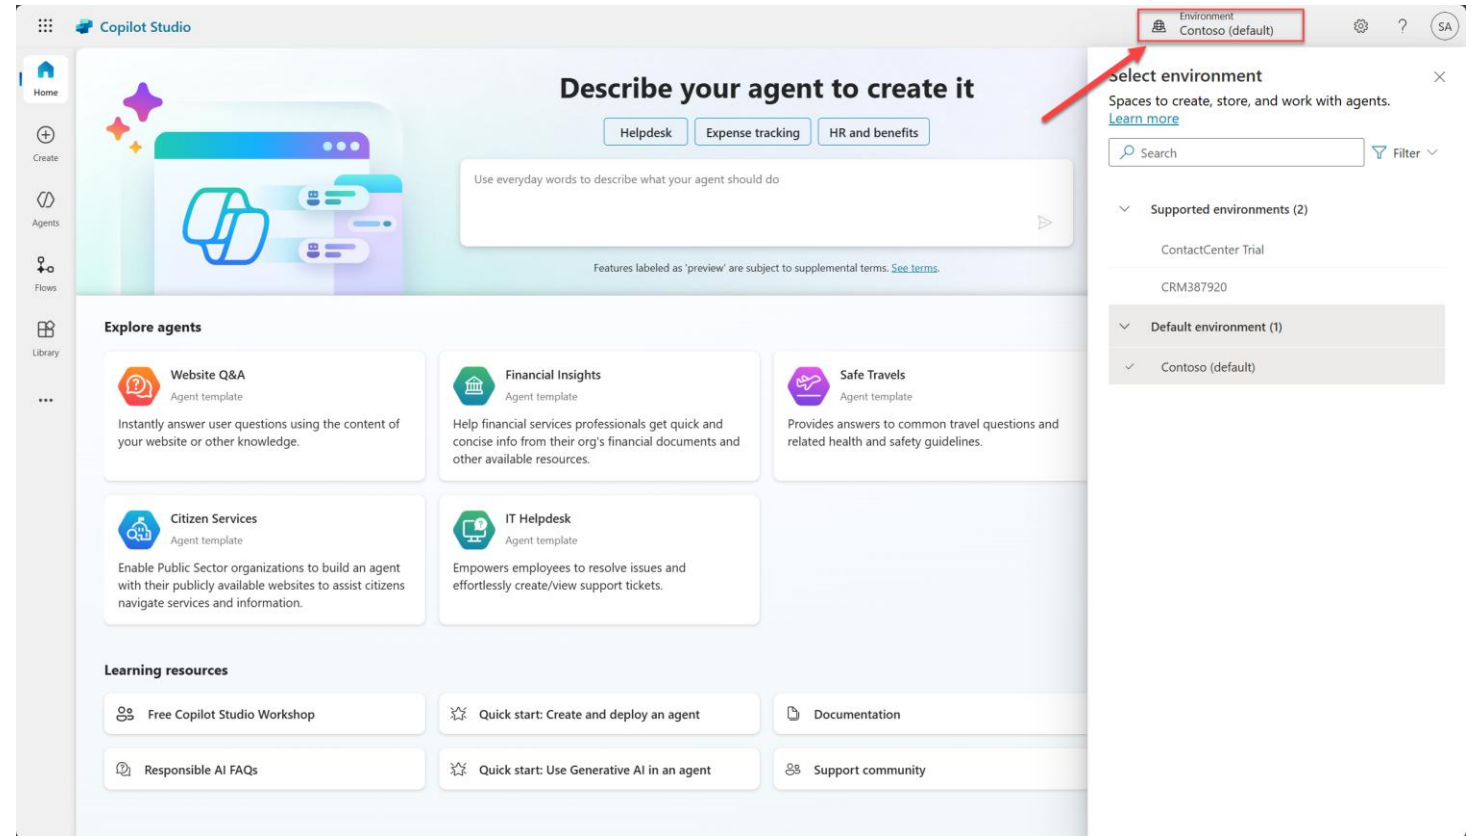 Copilot Studio
Environment
Contoso (default)
?
SA
Home
Create
Agents
Flows
Library
Describe your agent to create it
Helpdesk
Expense tracking
HR and benefits
Use everyday words to describe what your agent should do
Features labeled as 'preview' are subject to supplemental terms. See terms.
Explore agents
Website Q&A
Agent template
Instantly answer user questions using the content of
your website or other knowledge.
Financial Insights
Agent template
Help financial services professionals get quick and
concise info from their org's financial documents and
other available resources.
Safe Travels
Agent template
Provides answers to common travel questions and
related health and safety guidelines.
Citizen Services
Agent template
Enable Public Sector organizations to build an agent
with their publicly available websites to assist citizens
navigate services and information.
IT Helpdesk
Agent template
Empowers employees to resolve issues and
effortlessly create/view support tickets.
Learning resources
Free Copilot Studio Workshop
Quick start: Create and deploy an agent
Documentation
Responsible AI FAQs
Quick start: Use Generative AI in an agent
Support community
Select environment
Spaces to create, store, and work with agents.
Learn more
Search
Filter
Supported environments (2)
ContactCenter Trial
CRM387920
Default environment (1)
Contoso (default)